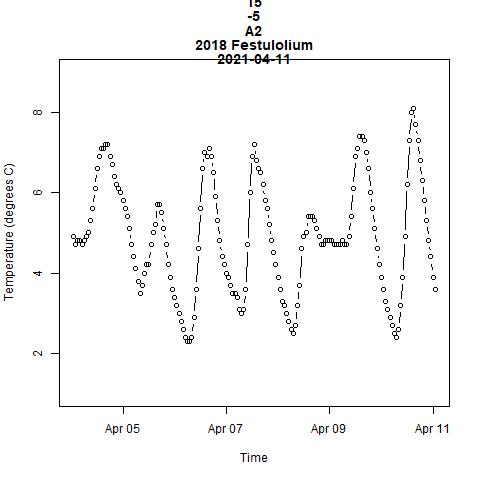 15
-5
A2
2018 Festulolium
2021-04-11
8
6
4
2
Temperature (degrees C)
Apr 05
Apr 07
Apr 09
Apr 11
Time